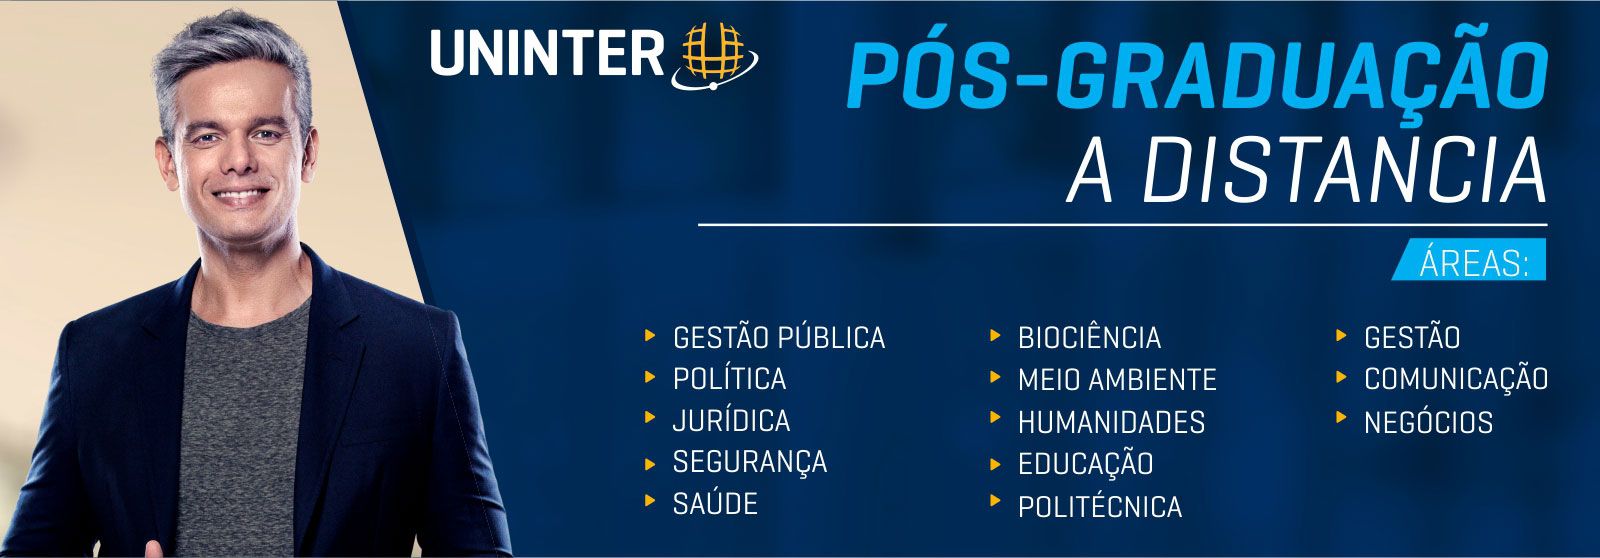 UNINTER
PÓS-GRADUAÇÃO
A DISTANCIA
ÁREAS:
GESTÃO PÚBLICA
POLÍTICA
JURÍDICA
SEGURANÇA
SAÚDE
BIOCIÊNCIA
MEIO AMBIENTE
HUMANIDADES
EDUCAÇÃO
POLITÉCNICA
GESTÃO
COMUNICAÇÃO
NEGÓCIOS